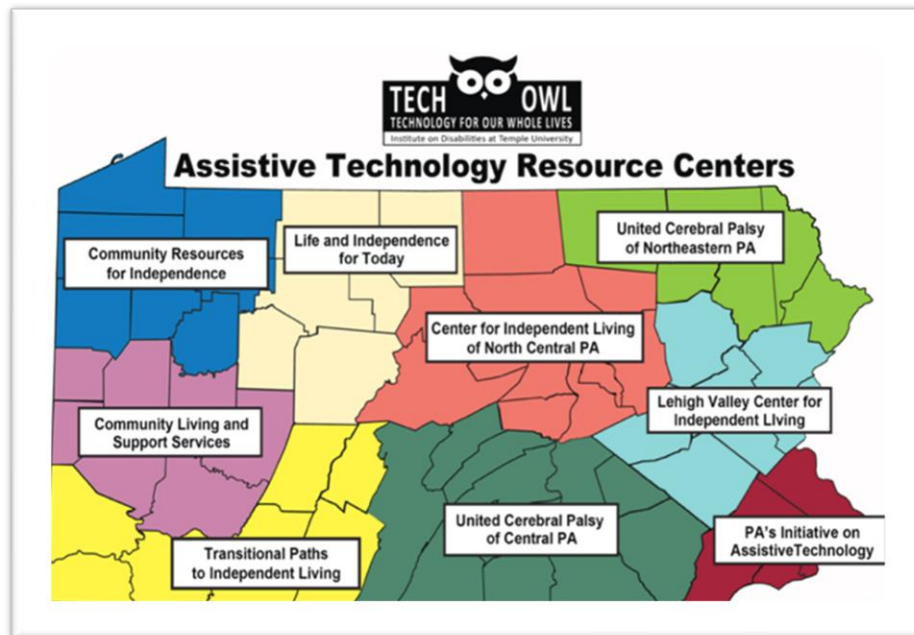 TECH OWL
TECHNOLOGY FOR OUR WHOLE LIVES
Institute on Disabilities at Temple University
Assistive Technology Resource Centers
Community Resources
for Independence
Life and Independence
for Today
United Cerebral Palsy
of Northeastern PA
Center for Independent Living
of North Central PA
Lehigh Valley Center for
Independent Living
Community Living and
Support Services
United Cerebral Palsy
of Central PA
PA's Initiative on
AssistiveTechnology
Transitional Paths
to Independent Living